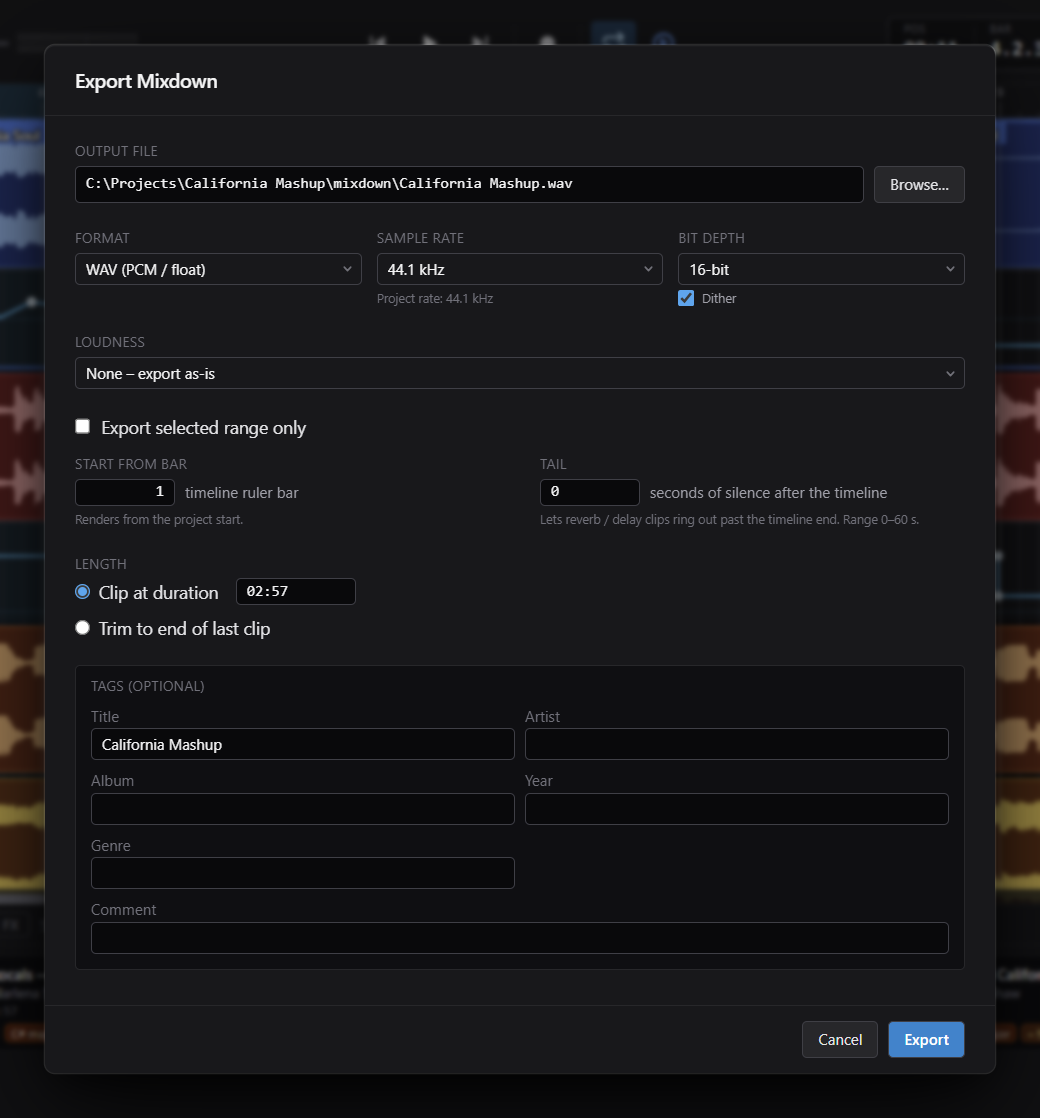 Export Mixdown
OUTPUT FILE
C:\Projects\California Mashup\mixdown\California Mashup.wav
Browse...
FORMAT
SAMPLE RATE
BIT DEPTH
WAV (PCM / float)
44.1 kHz
16-bit
Project rate: 44.1 kHz
Dither
LOUDNESS
None – export as-is
Export selected range only
START FROM BAR
TAIL
1 timeline ruler bar
0 seconds of silence after the timeline
Renders from the project start.
Lets reverb / delay clips ring out past the timeline end. Range 0–60 s.
LENGTH
Clip at duration 02:57
Trim to end of last clip
TAGS (OPTIONAL)
Title
Artist
California Mashup
Album
Year
Genre
Comment
Cancel
Export